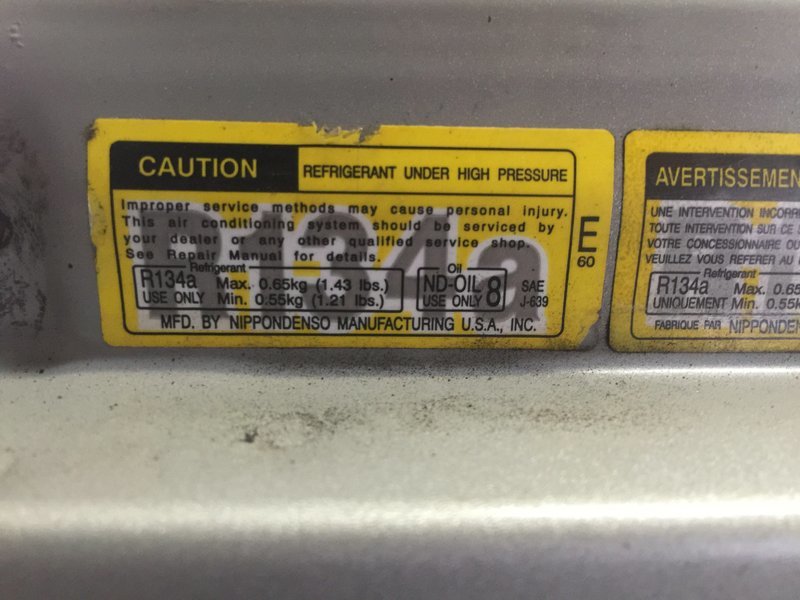 CAUTION REFRIGERANT UNDER HIGH PRESSURE
Improper service methods may cause personal injury.
This air conditioning system should be serviced by
your dealer or any other qualified service shop.
See Repair Manual for details.
Refrigerant Oil
R134a Max. 0.65kg (1.43 lbs.) ND-OIL 8 SAE
USE ONLY Min. 0.55kg (1.21 lbs.) USE ONLY J-639
MFD. BY NIPPONDENSO MANUFACTURING U.S.A., INC.
R134a
E
60
AVERTISSEMEN
UNE INTERVENTION INCORR
TOUTE INTERVENTION SUR CE
VOTRE CONCESSIONNAIRE OU
VEUILLEZ VOUS REFERER AU
Refrigerant
R134a Max. 0.65
UNIQUEMENT Min. 0.55
FABRIQUE PAR NIPPONDENS